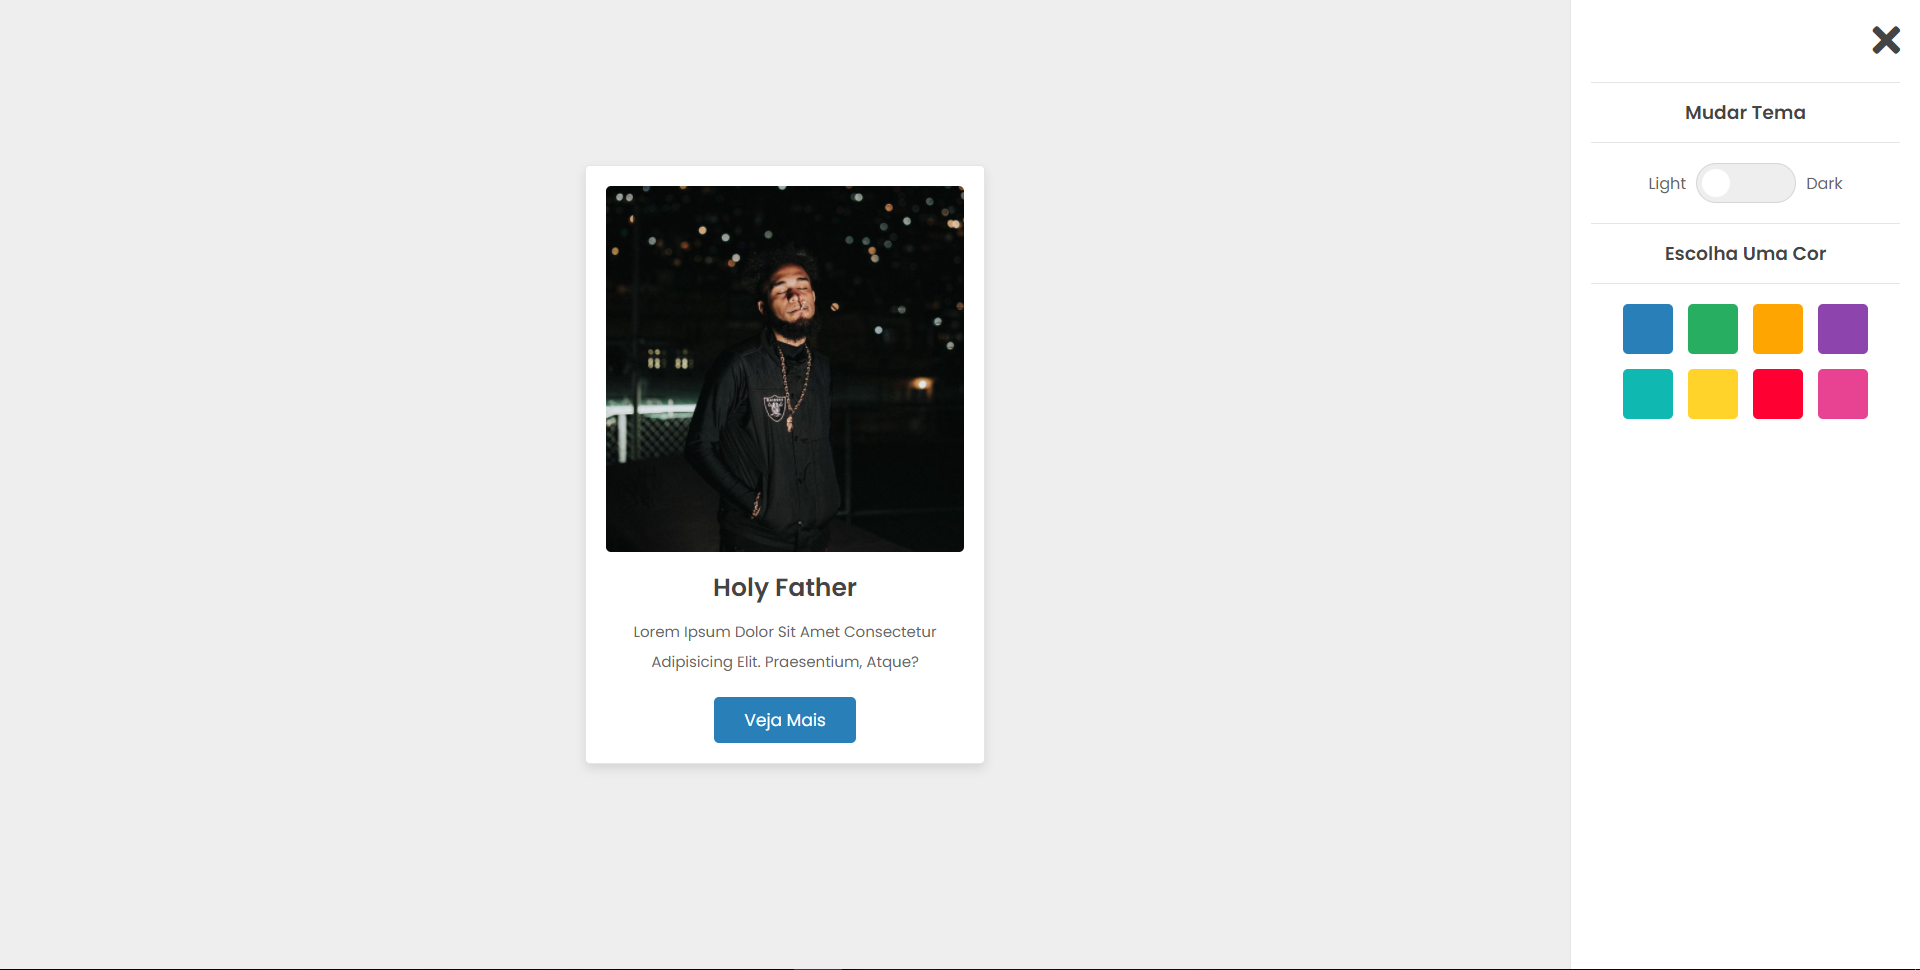 Mudar Tema
Light Dark
Escolha Uma Cor
Holy Father
Lorem Ipsum Dolor Sit Amet Consectetur
Adipisicing Elit. Praesentium, Atque?
Veja Mais